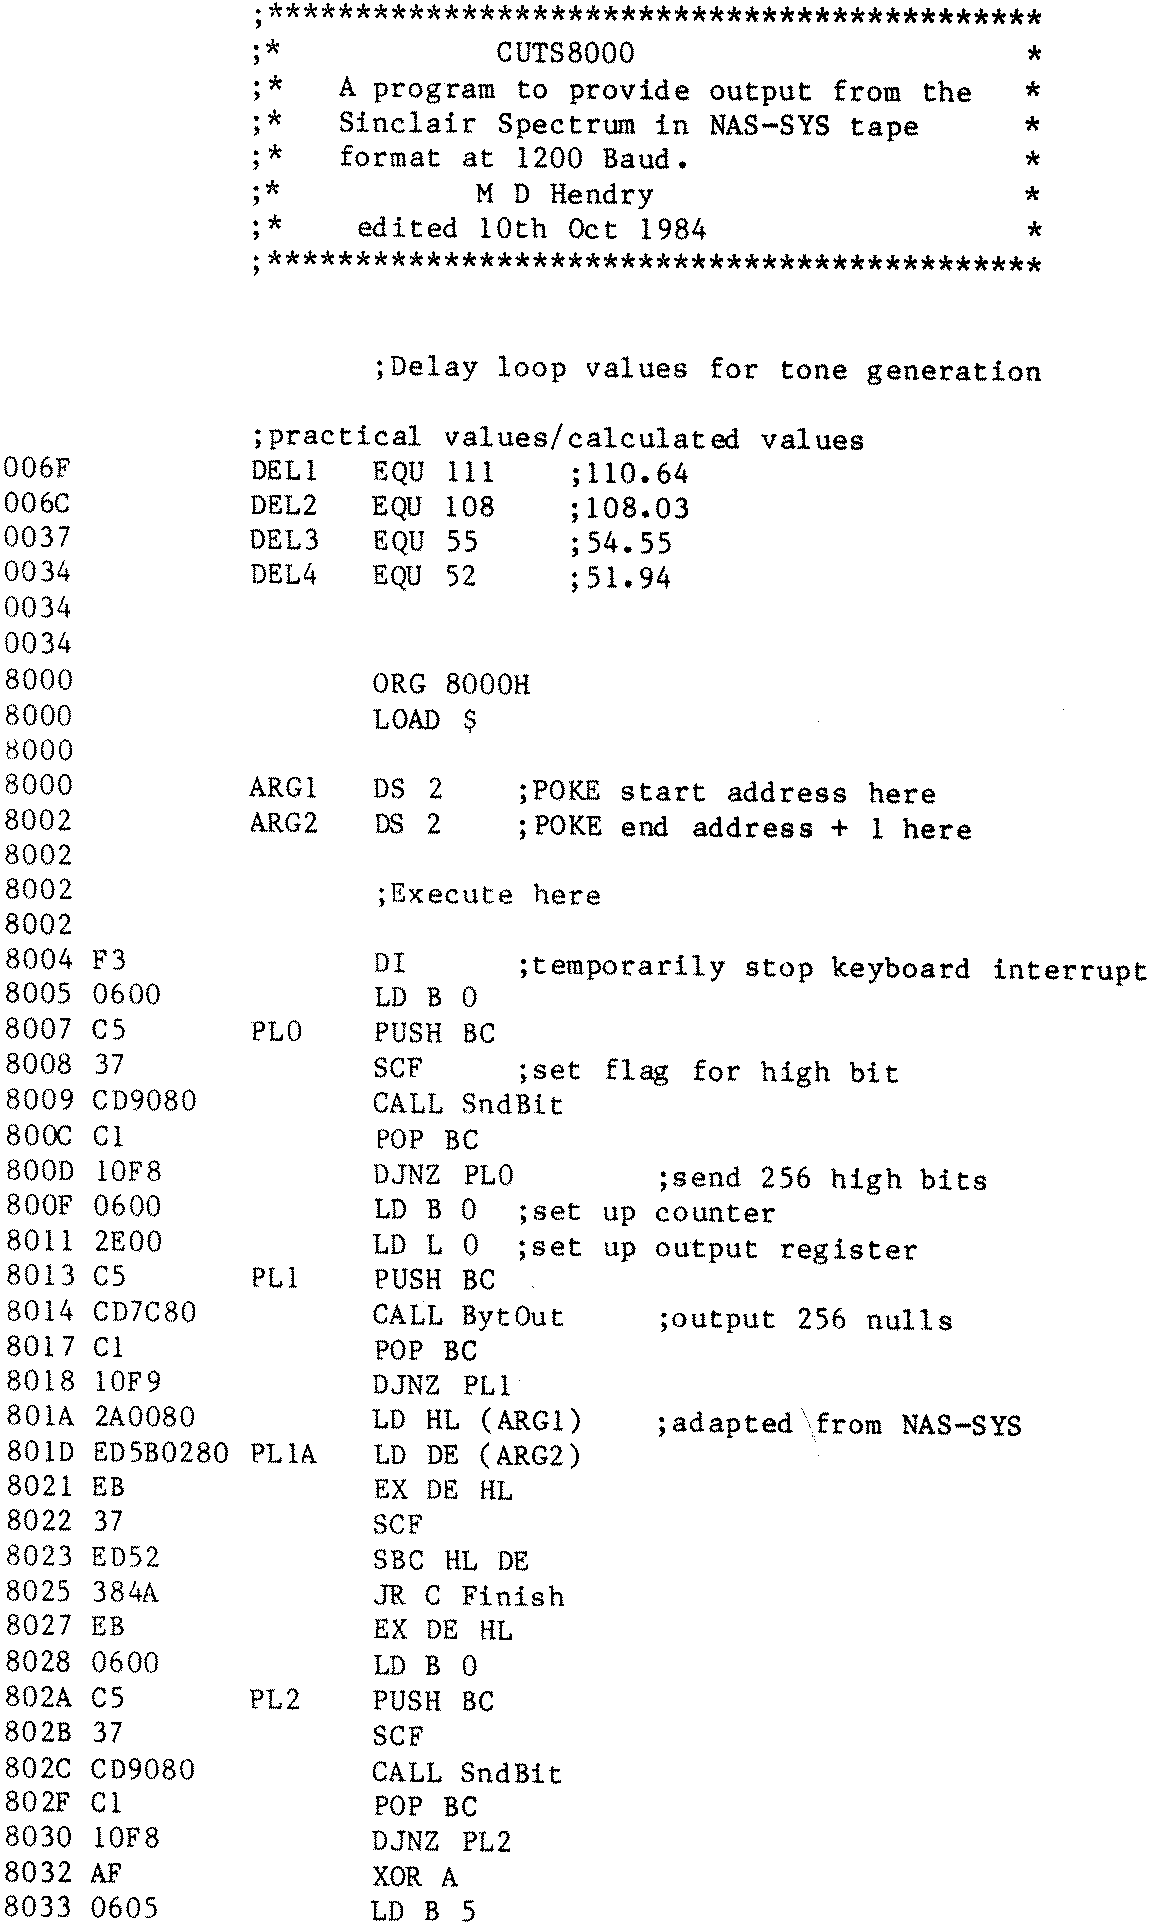 ;********************************************
;* CUTS8000 *
;* A program to provide output from the *
;* Sinclair Spectrum in NAS-SYS tape *
;* format at 1200 Baud. *
;* M D Hendry *
;* edited 10th Oct 1984 *
;********************************************
;Delay loop values for tone generation
;practical values/calculated values
006F DEL1 EQU 111 ;110.64
006C DEL2 EQU 108 ;108.03
0037 DEL3 EQU 55 ;54.55
0034 DEL4 EQU 52 ;51.94
0034
0034
8000 ORG 8000H
8000 LOAD $
8000
8000 ARG1 DS 2 ;POKE start address here
8002 ARG2 DS 2 ;POKE end address + 1 here
8002
8002 ;Execute here
8002
8004 F3 DI ;temporarily stop keyboard interrupt
8005 0600 LD B 0
8007 C5 PL0 PUSH BC
8008 37 SCF ;set flag for high bit
8009 CD9080 CALL SndBit
800C C1 POP BC
800D 10F8 DJNZ PL0 ;send 256 high bits
800F 0600 LD B 0 ;set up counter
8011 2E00 LD L 0 ;set up output register
8013 C5 PL1 PUSH BC
8014 CD7C80 CALL BytOut ;output 256 nulls
8017 C1 POP BC
8018 10F9 DJNZ PL1
801A 2A0080 LD HL (ARG1) ;adapted from NAS-SYS
801D ED5B0280 PL1A LD DE (ARG2)
8021 EB EX DE HL
8022 37 SCF
8023 ED52 SBC HL DE
8025 384A JR C Finish
8027 EB EX DE HL
8028 0600 LD B 0
802A C5 PL2 PUSH BC
802B 37 SCF
802C CD9080 CALL SndBit
802F C1 POP BC
8030 10F8 DJNZ PL2
8032 AF XOR A
8033 0605 LD B 5